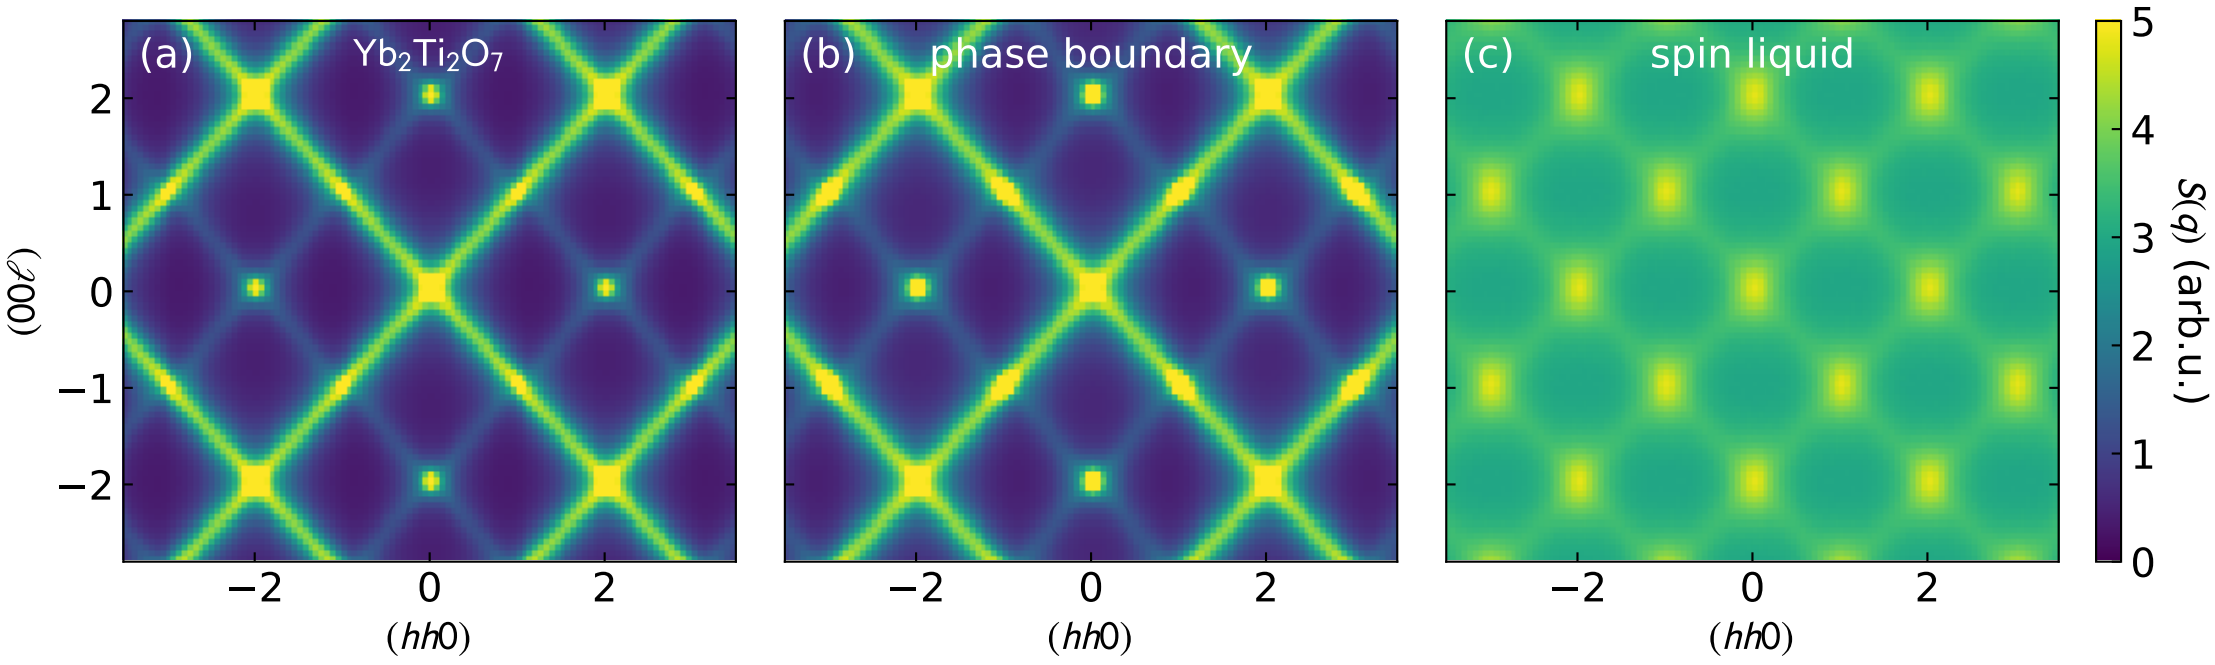 (a) Yb₂Ti₂O₇
(b) phase boundary
(c) spin liquid
(00ℓ)
2
1
0
−1
−2
−2 0 2
(hh0)
−2 0 2
(hh0)
−2 0 2
(hh0)
5
4
3
2
1
0
S(q) (arb.u.)